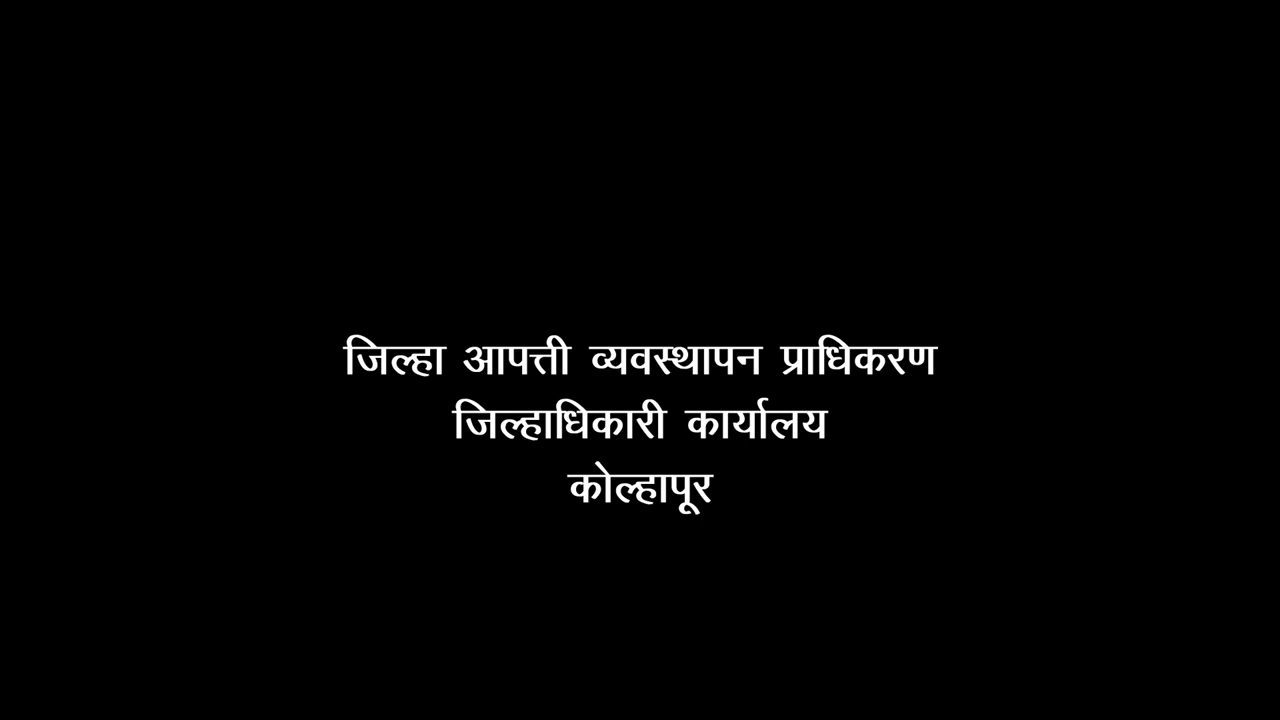 जिल्हा आपत्ती व्यवस्थापन प्राधिकरण
जिल्हाधिकारी कार्यालय
कोल्हापूर